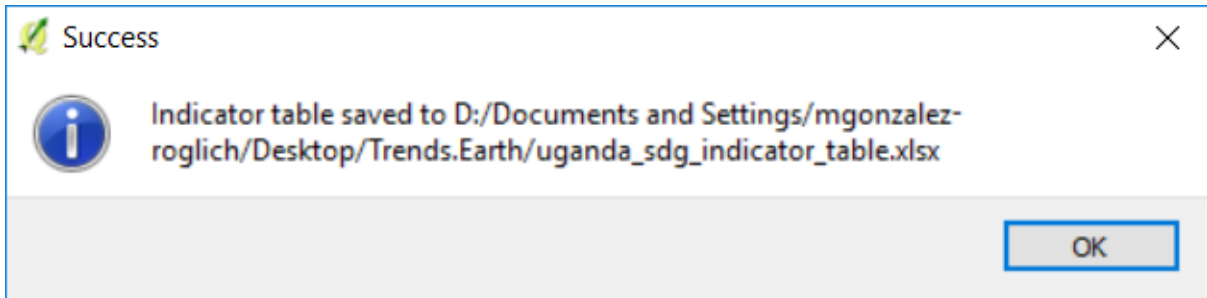 Success
Indicator table saved to D:/Documents and Settings/mgonzalez-
roglich/Desktop/Trends.Earth/uganda_sdg_indicator_table.xlsx
OK